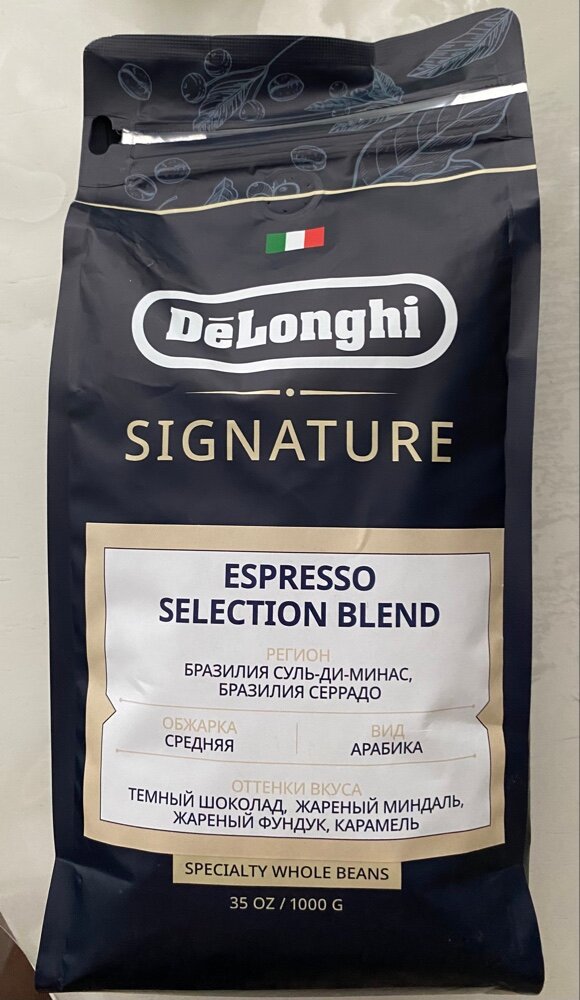 DēLonghi
SIGNATURE
ESPRESSO
SELECTION BLEND
РЕГИОН
БРАЗИЛИЯ СУЛЬ-ДИ-МИНАС,
БРАЗИЛИЯ СЕРРАДО
ОБЖАРКА
СРЕДНЯЯ
ВИД
АРАБИКА
ОТТЕНКИ ВКУСА
ТЕМНЫЙ ШОКОЛАД, ЖАРЕНЫЙ МИНДАЛЬ,
ЖАРЕНЫЙ ФУНДУК, КАРАМЕЛЬ
SPECIALTY WHOLE BEANS
35 OZ / 1000 G